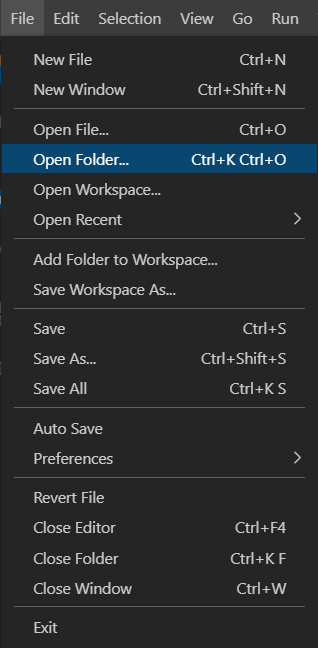 File Edit Selection View Go Run
New File Ctrl+N
New Window Ctrl+Shift+N
Open File... Ctrl+O
Open Folder... Ctrl+K Ctrl+O
Open Workspace...
Open Recent
Add Folder to Workspace...
Save Workspace As...
Save Ctrl+S
Save As... Ctrl+Shift+S
Save All Ctrl+K S
Auto Save
Preferences
Revert File
Close Editor Ctrl+F4
Close Folder Ctrl+K F
Close Window Ctrl+W
Exit